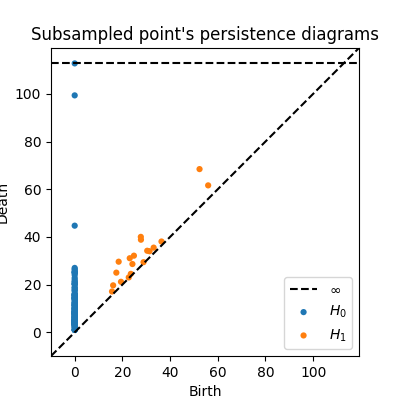 Subsampled point's persistence diagrams
100
80
60
40
20
0
Death
0 20 40 60 80 100
Birth
∞
H₀
H₁